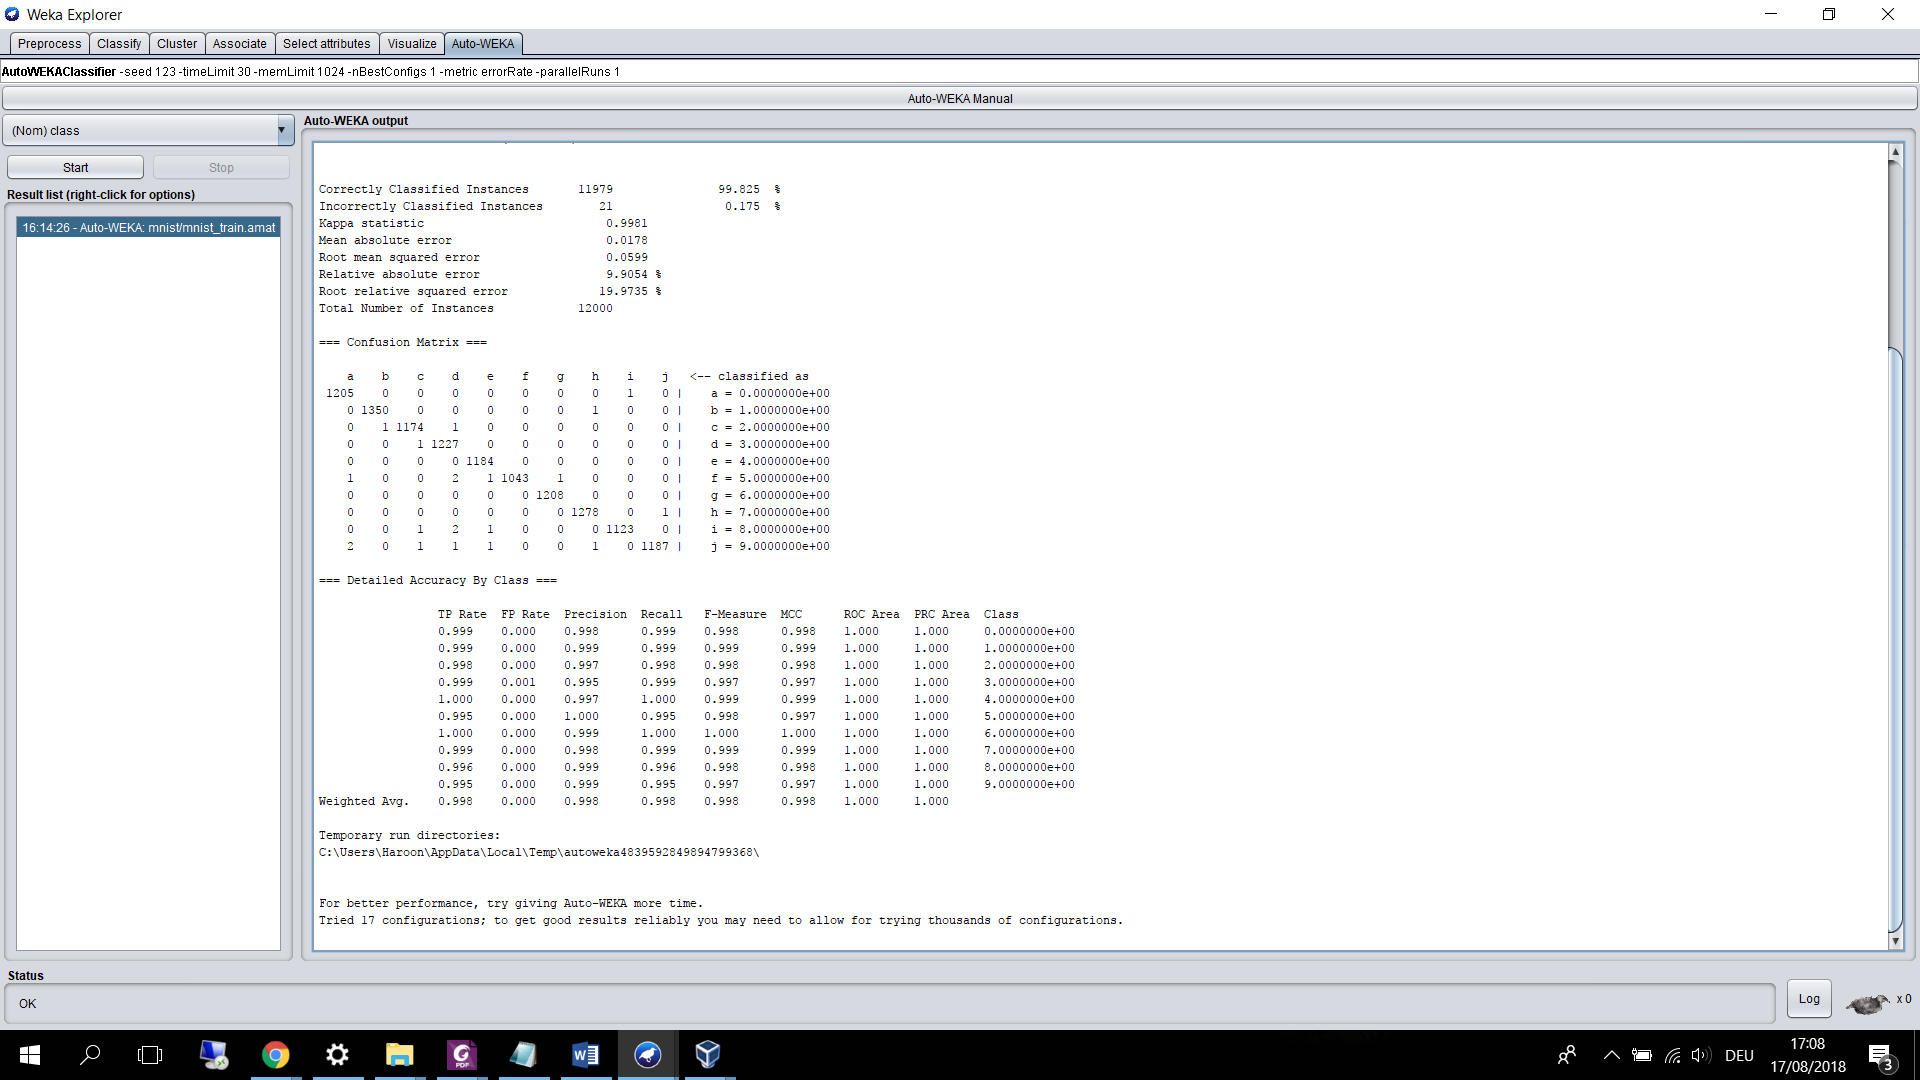 Weka Explorer
Preprocess Classify Cluster Associate Select attributes Visualize Auto-WEKA
AutoWEKAClassifier -seed 123 -timeLimit 30 -memLimit 1024 -nBestConfigs 1 -metric errorRate -parallelRuns 1
Auto-WEKA Manual
(Nom) class
Start Stop
Result list (right-click for options)
16:14:26 - Auto-WEKA: mnist/mnist_train.amat
Auto-WEKA output
Correctly Classified Instances 11979 99.825 %
Incorrectly Classified Instances 21 0.175 %
Kappa statistic 0.9981
Mean absolute error 0.0178
Root mean squared error 0.0599
Relative absolute error 9.9054 %
Root relative squared error 19.9735 %
Total Number of Instances 12000
=== Confusion Matrix ===
a b c d e f g h i j <-- classified as
1205 0 0 0 0 0 0 0 1 0 | a = 0.0000000e+00
0 1350 0 0 0 0 0 1 0 0 | b = 1.0000000e+00
0 1 1174 1 0 0 0 0 0 0 | c = 2.0000000e+00
0 0 1 1227 0 0 0 0 0 0 | d = 3.0000000e+00
0 0 0 0 1184 0 0 0 0 0 | e = 4.0000000e+00
1 0 0 2 1 1043 1 0 0 0 | f = 5.0000000e+00
0 0 0 0 0 0 1208 0 0 0 | g = 6.0000000e+00
0 0 0 0 0 0 0 1278 0 1 | h = 7.0000000e+00
0 0 1 2 1 0 0 0 1123 0 | i = 8.0000000e+00
2 0 1 1 1 0 0 1 0 1187 | j = 9.0000000e+00
=== Detailed Accuracy By Class ===
TP Rate FP Rate Precision Recall F-Measure MCC ROC Area PRC Area Class
0.999 0.000 0.998 0.999 0.998 0.998 1.000 1.000 0.0000000e+00
0.999 0.000 0.999 0.999 0.999 0.999 1.000 1.000 1.0000000e+00
0.998 0.000 0.997 0.998 0.998 0.998 1.000 1.000 2.0000000e+00
0.999 0.001 0.995 0.999 0.997 0.997 1.000 1.000 3.0000000e+00
1.000 0.000 0.997 1.000 0.999 0.999 1.000 1.000 4.0000000e+00
0.995 0.000 1.000 0.995 0.998 0.997 1.000 1.000 5.0000000e+00
1.000 0.000 0.999 1.000 1.000 1.000 1.000 1.000 6.0000000e+00
0.999 0.000 0.998 0.999 0.999 0.999 1.000 1.000 7.0000000e+00
0.996 0.000 0.999 0.996 0.998 0.998 1.000 1.000 8.0000000e+00
0.995 0.000 0.999 0.995 0.997 0.997 1.000 1.000 9.0000000e+00
Weighted Avg. 0.998 0.000 0.998 0.998 0.998 0.998 1.000 1.000
Temporary run directories:
C:\Users\Haroon\AppData\Local\Temp\autoweka4839592849894799368\
For better performance, try giving Auto-WEKA more time.
Tried 17 configurations; to get good results reliably you may need to allow for trying thousands of configurations.
Status
OK
Log
x 0
PDF
DEU
17:08
17/08/2018
3